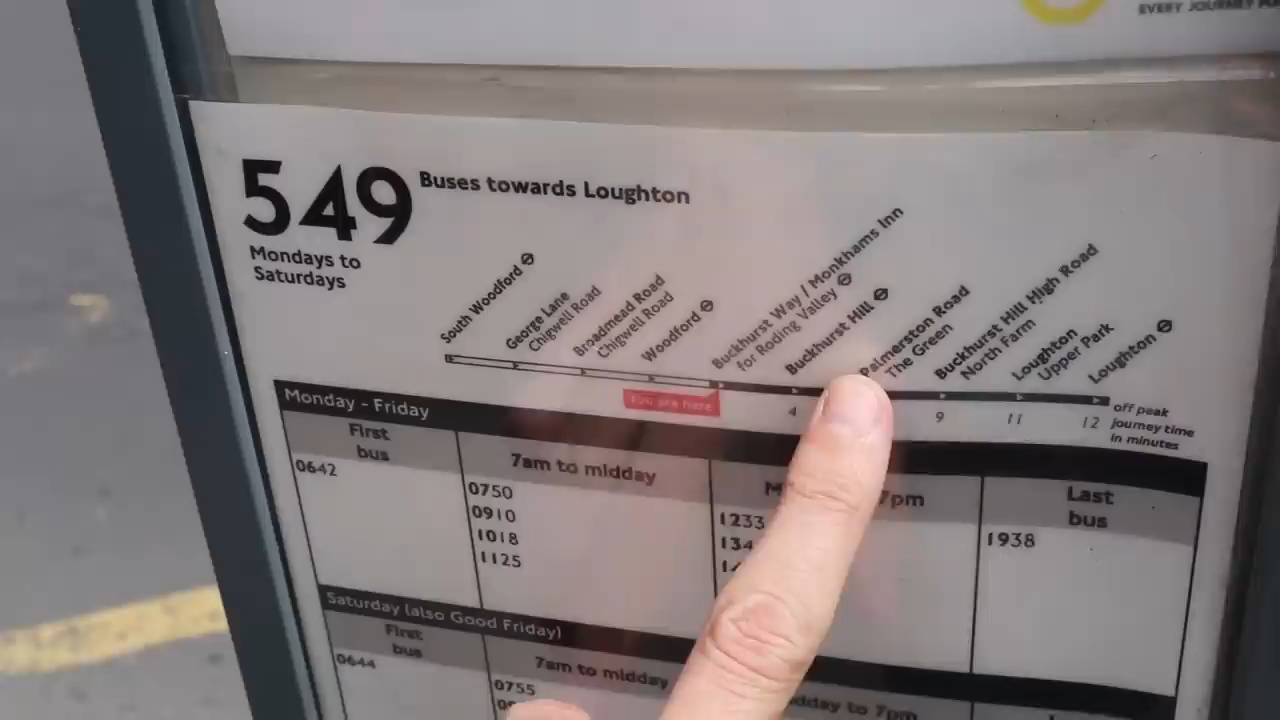 EVERY JOURNEY
549
Buses towards Loughton
Mondays to
Saturdays
South Woodford
George Lane
Chigwell Road
Broadmead Road
Chigwell Road
Woodford
Buckhurst Way / Monkhams Inn
for Roding Valley
Buckhurst Hill
Palmerston Road
The Green
Buckhurst Hill High Road
North Farm
Loughton
Upper Park
Loughton
You are here
4 9 11 12
off peak
journey time
in minutes
Monday - Friday
First
bus
7am to midday
7pm
Last
bus
0642
0750
0910
1018
1125
1233
1938
Saturday (also Good Friday)
First
bus
7am to midday
to 7pm
0644
0755